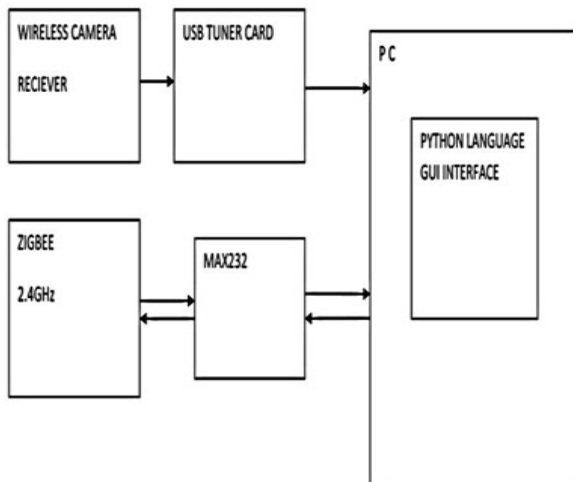 WIRELESS CAMERA
RECIEVER
USB TUNER CARD
P C
PYTHON LANGUAGE
GUI INTERFACE
ZIGBEE
2.4GHz
MAX232